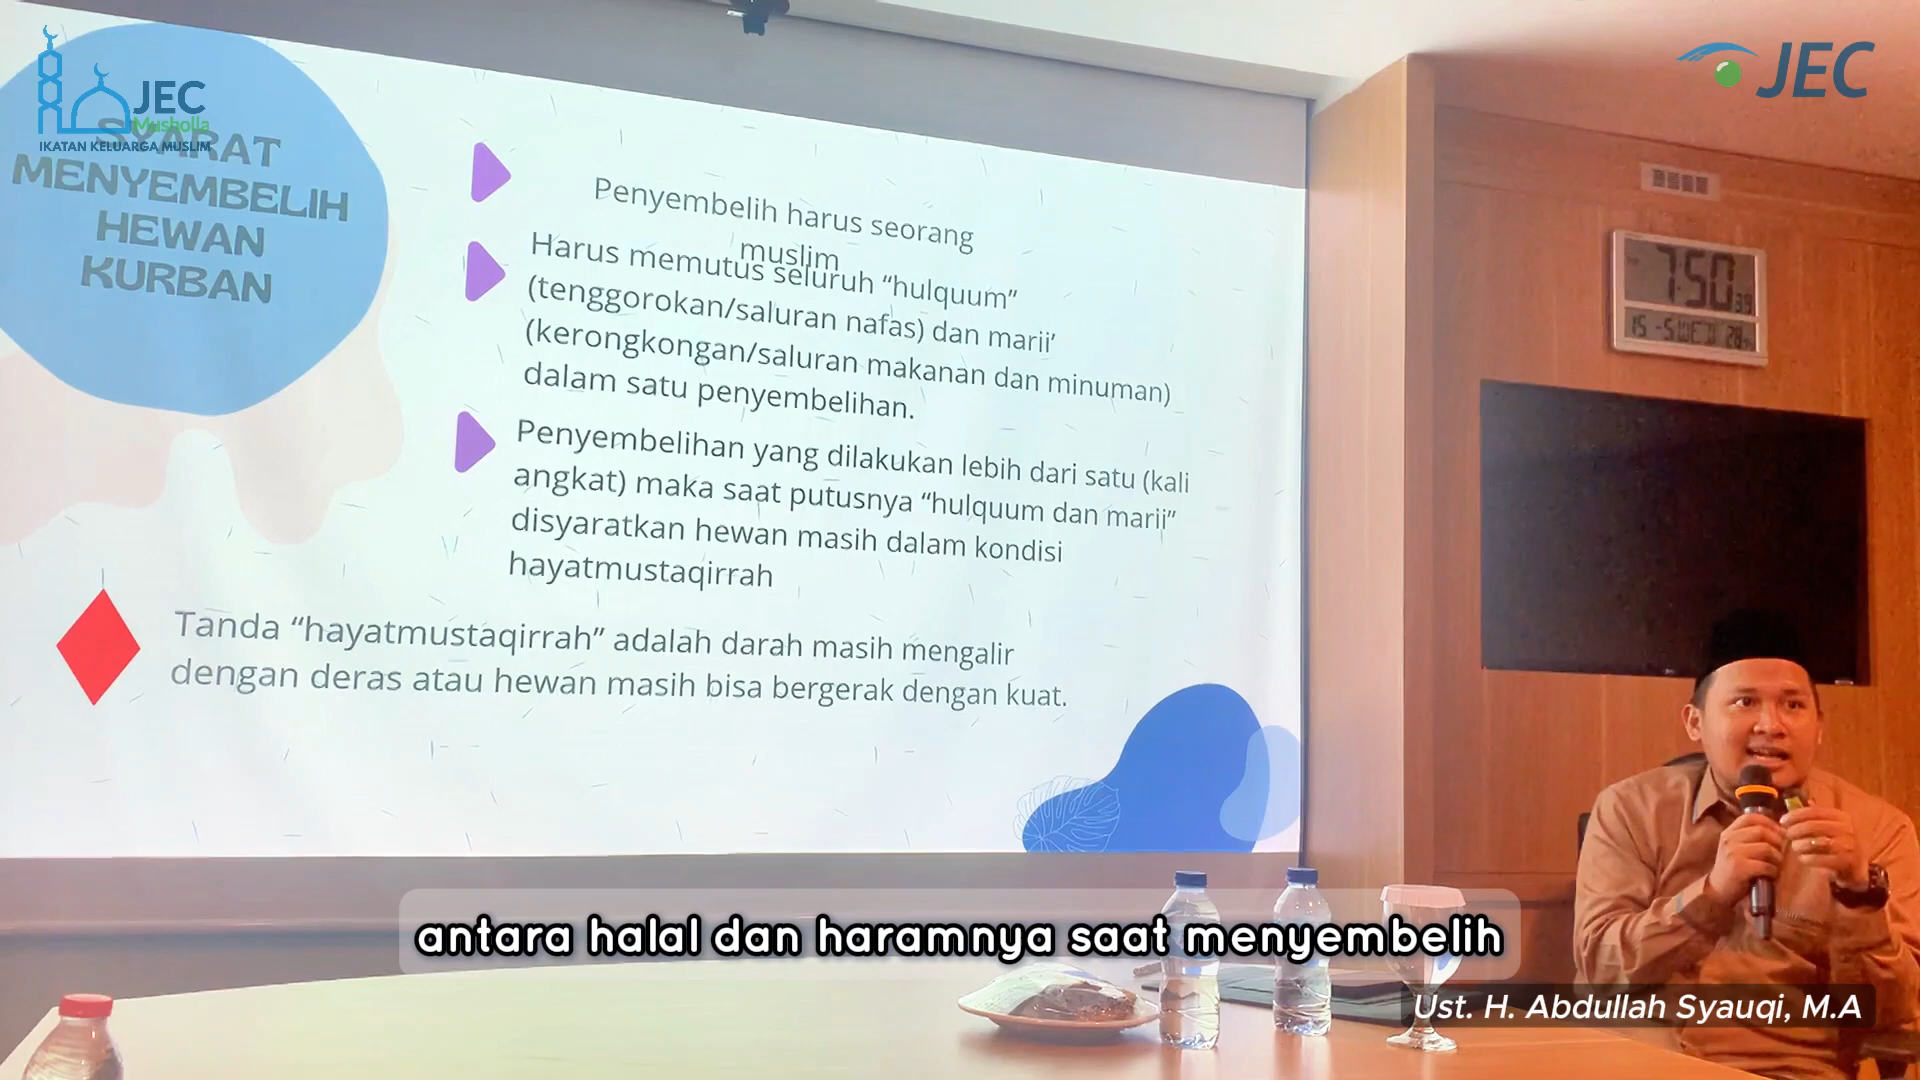 JEC
Musholla
IKATAN KELUARGA MUSLIM
JEC
SYARAT
MENYEMBELIH
HEWAN
KURBAN
Penyembelih harus seorang
muslim
Harus memutus seluruh “hulquum”
(tenggorokan/saluran nafas) dan marii’
(kerongkongan/saluran makanan dan minuman)
dalam satu penyembelihan.
Penyembelihan yang dilakukan lebih dari satu (kali
angkat) maka saat putusnya “hulquum dan marii”
disyaratkan hewan masih dalam kondisi
hayatmustaqirrah
Tanda “hayatmustaqirrah” adalah darah masih mengalir
dengan deras atau hewan masih bisa bergerak dengan kuat.
7:50 39
15 - 5 WED
antara halal dan haramnya saat menyembelih
Ust. H. Abdullah Syauqi, M.A